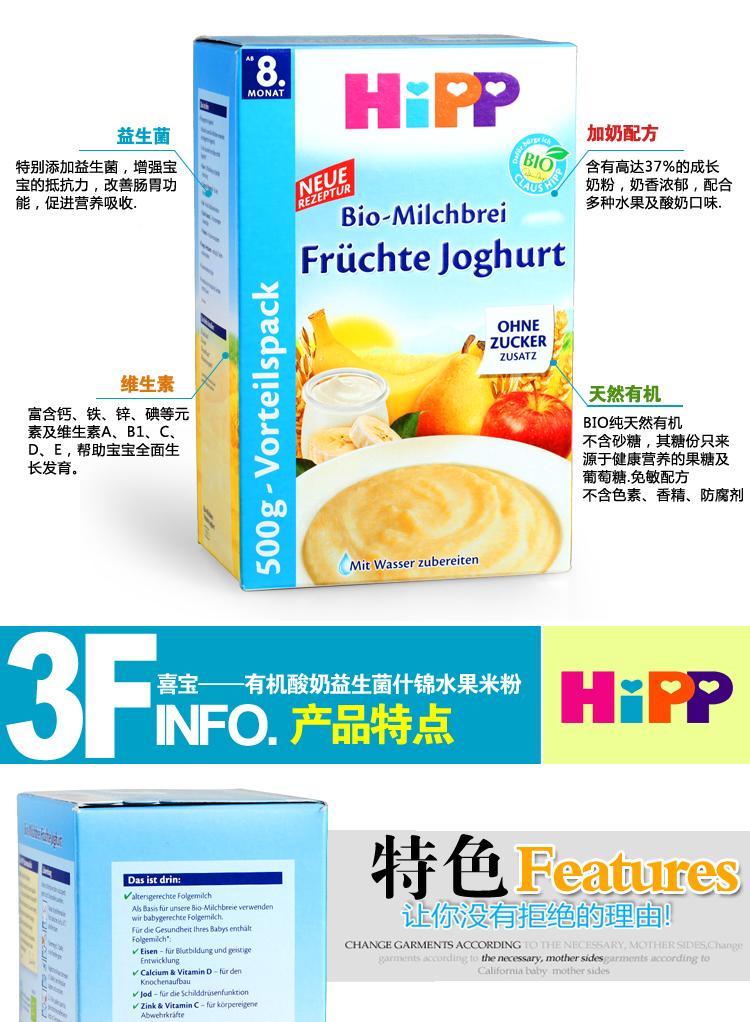 AB
8.
MONAT
HiPP
益生菌
特别添加益生菌，增强宝
宝的抵抗力，改善肠胃功
能，促进营养吸收.
加奶配方
含有高达37%的成长
奶粉，奶香浓郁，配合
多种水果及酸奶口味.
Dafür bürge ich
BIO
CLAUS HIPP
NEUE
REZEPTUR
Bio-Milchbrei
Früchte Joghurt
500g - Vorteilspack
OHNE
ZUCKER
ZUSATZ
维生素
富含钙、铁、锌、碘等元
素及维生素A、B1、C、
D、E，帮助宝宝全面生
长发育。
天然有机
BIO纯天然有机
不含砂糖，其糖份只来
源于健康营养的果糖及
葡萄糖.免敏配方
不含色素、香精、防腐剂
Mit Wasser zubereiten
3F
喜宝——有机酸奶益生菌什锦水果米粉
INFO. 产品特点
HiPP
Bio-Milchbrei Früchte Joghurt
Das ist drin:
altersgerechte Folgemilch
Als Basis für unsere Bio-Milchbreie verwenden
wir babygerechte Folgemilch.
Für die Gesundheit Ihres Babys enthält
Folgemilch*:
Eisen – für Blutbildung und geistige
Entwicklung
Calcium & Vitamin D – für den
Knochenaufbau
Jod – für die Schilddrüsenfunktion
Zink & Vitamin C – für körpereigene
Abwehrkräfte
特色 Features
让你没有拒绝的理由!
CHANGE GARMENTS ACCORDING TO THE NECESSARY, MOTHER SIDES,Change
garments according to the necessary, mother sides garments according to
California baby mother sides